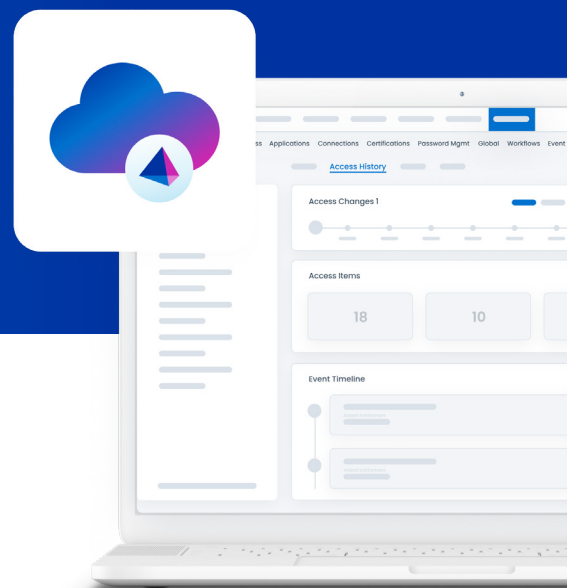 Applications Connections Certifications Password Mgmt Global Workflows Event
Access History
Access Changes 1
Access Items
18 10
Event Timeline